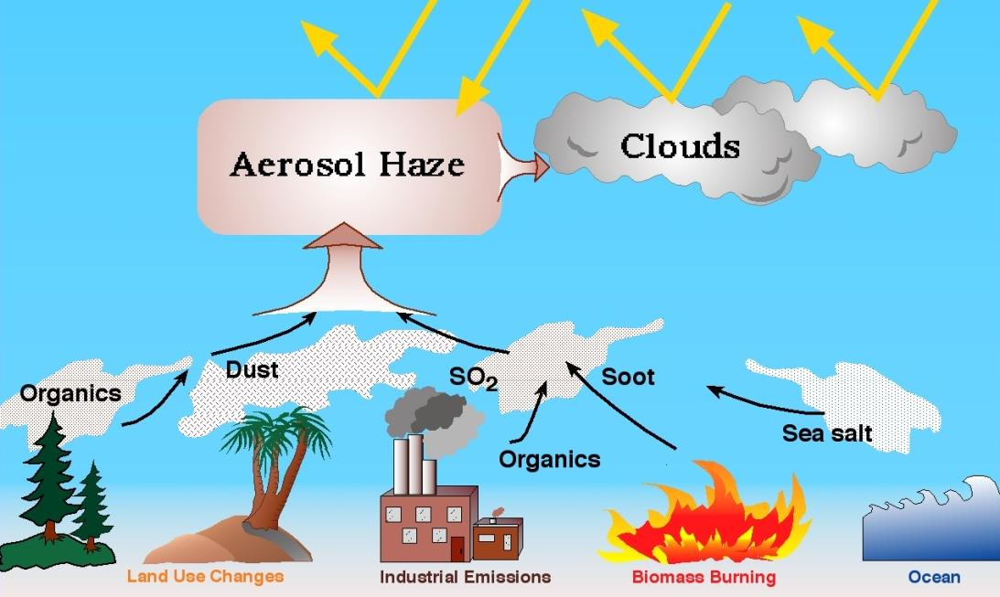 Aerosol Haze
Clouds
Organics
Dust
SO2
Soot
Organics
Sea salt
Land Use Changes
Industrial Emissions
Biomass Burning
Ocean